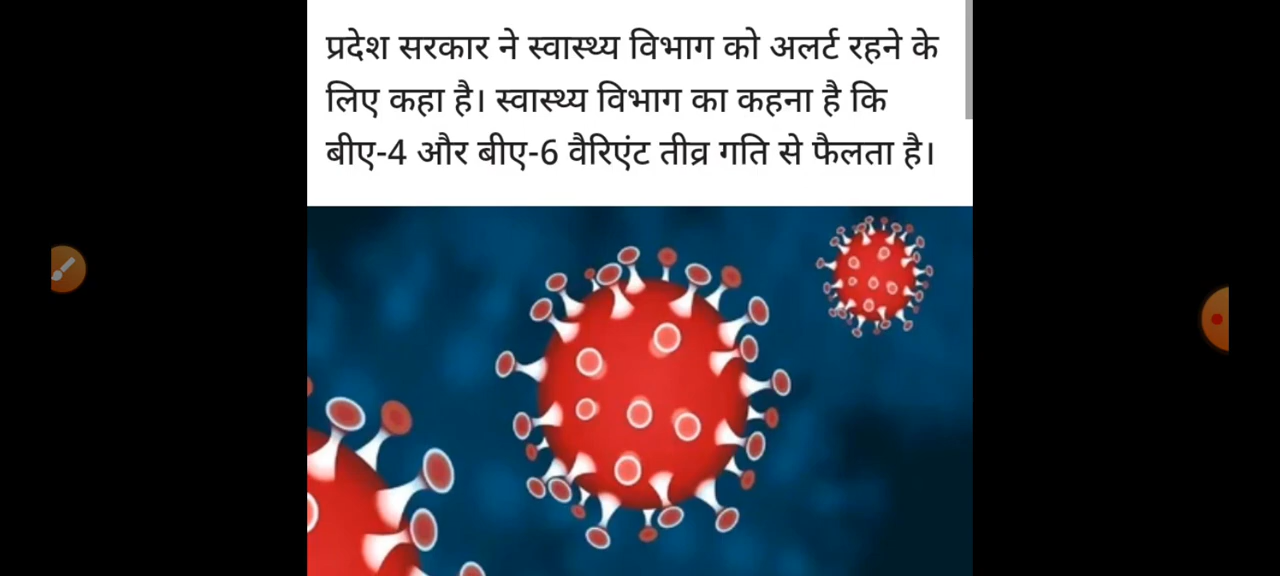 प्रदेश सरकार ने स्वास्थ्य विभाग को अलर्ट रहने के
लिए कहा है। स्वास्थ्य विभाग का कहना है कि
बीए-4 और बीए-6 वैरिएंट तीव्र गति से फैलता है।